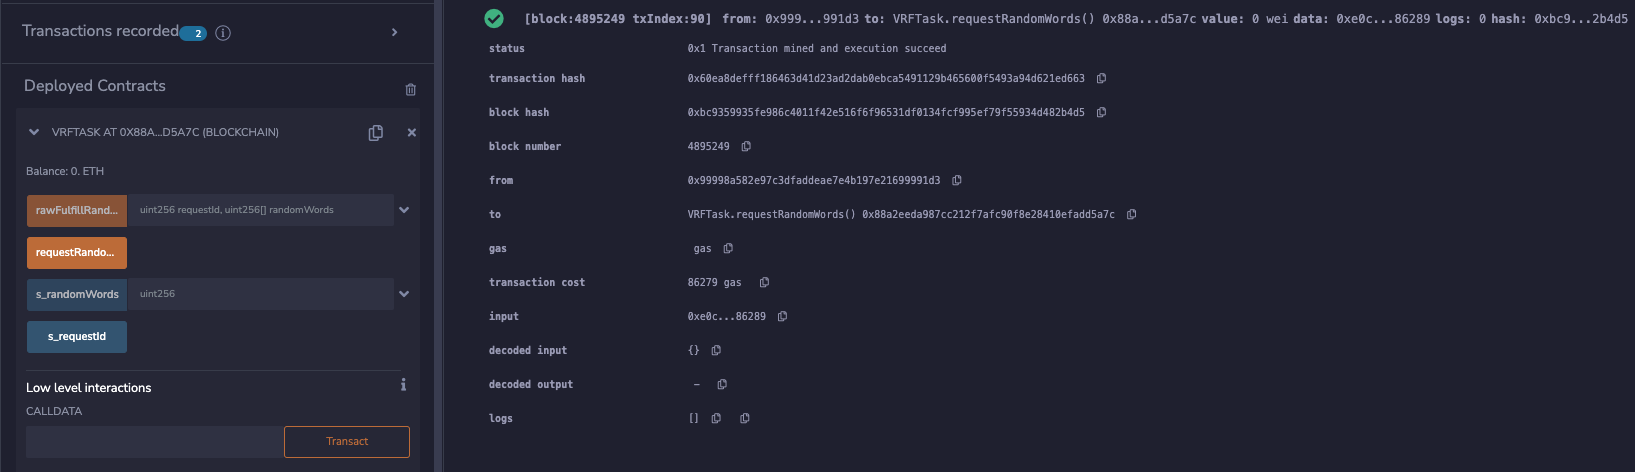 Transactions recorded 2 i
Deployed Contracts
VRFTASK AT 0X88A...D5A7C (BLOCKCHAIN)
Balance: 0. ETH
rawFulfillRand... uint256 requestId, uint256[] randomWords
requestRando...
s_randomWords uint256
s_requestId
Low level interactions i
CALLDATA
Transact
[block:4895249 txIndex:90] from: 0x999...991d3 to: VRFTask.requestRandomWords() 0x88a...d5a7c value: 0 wei data: 0xe0c...86289 logs: 0 hash: 0xbc9...2b4d5
status 0x1 Transaction mined and execution succeed
transaction hash 0x60ea8defff186463d41d23ad2dab0ebca5491129b465600f5493a94d621ed663
block hash 0xbc9359935fe986c4011f42e516f6f96531df0134fcf995ef79f55934d482b4d5
block number 4895249
from 0x99998a582e97c3dfaddeae7e4b197e21699991d3
to VRFTask.requestRandomWords() 0x88a2eeda987cc212f7afc90f8e28410efadd5a7c
gas gas
transaction cost 86279 gas
input 0xe0c...86289
decoded input {}
decoded output –
logs []